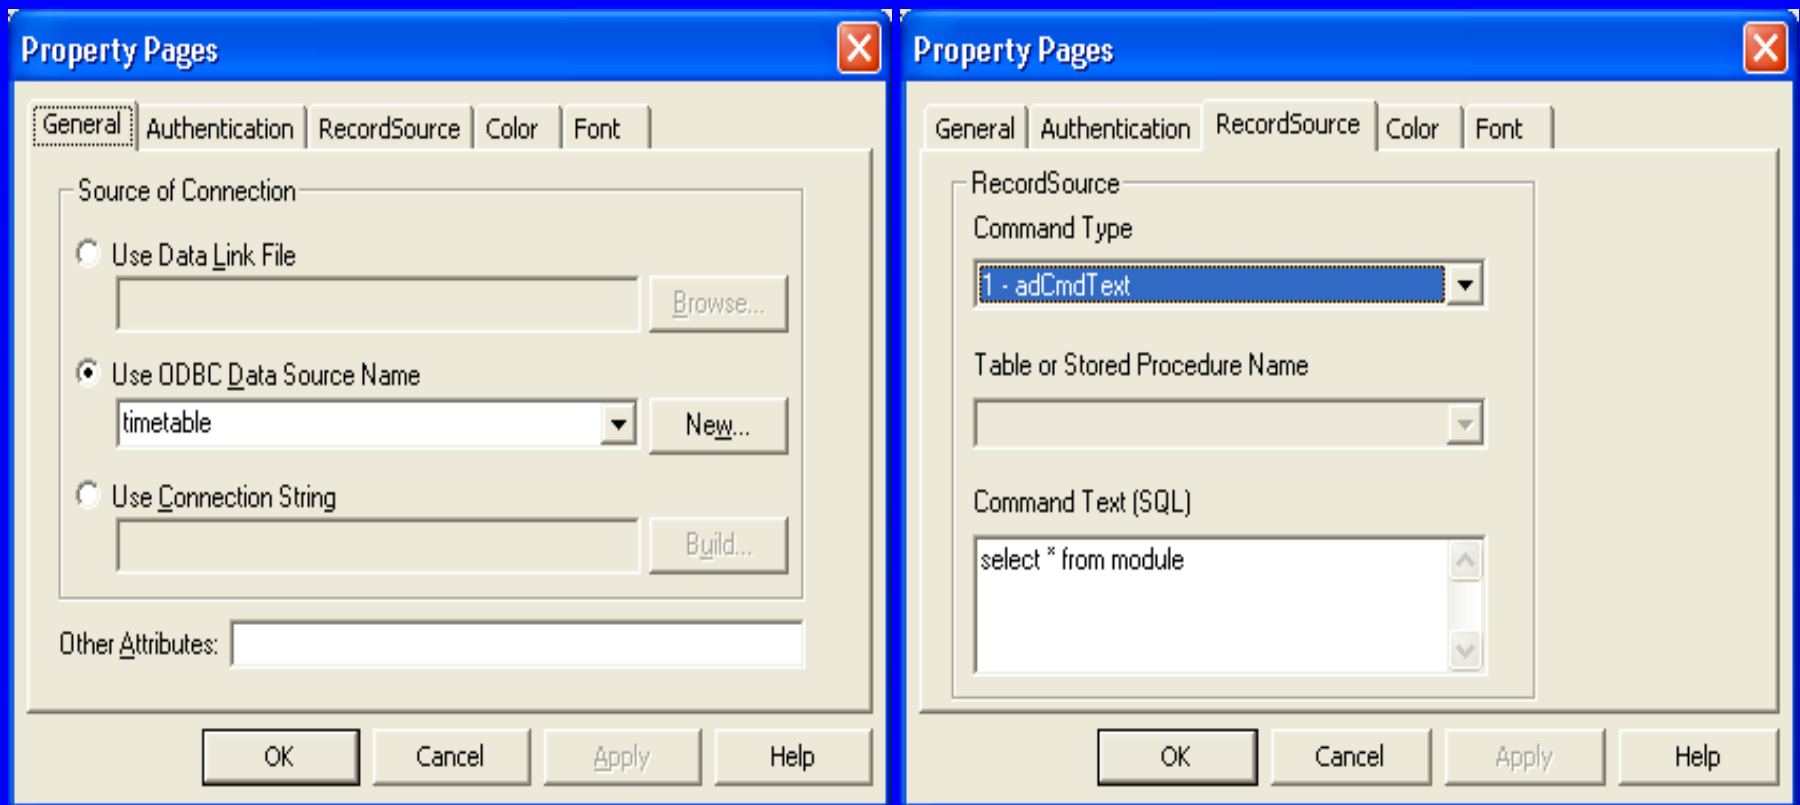 Property Pages
General Authentication RecordSource Color Font
Source of Connection
Use Data Link File
Browse...
Use ODBC Data Source Name
timetable
New...
Use Connection String
Build...
Other Attributes:
OK Cancel Apply Help
Property Pages
General Authentication RecordSource Color Font
RecordSource
Command Type
1 - adCmdText
Table or Stored Procedure Name
Command Text (SQL)
select * from module
OK Cancel Apply Help